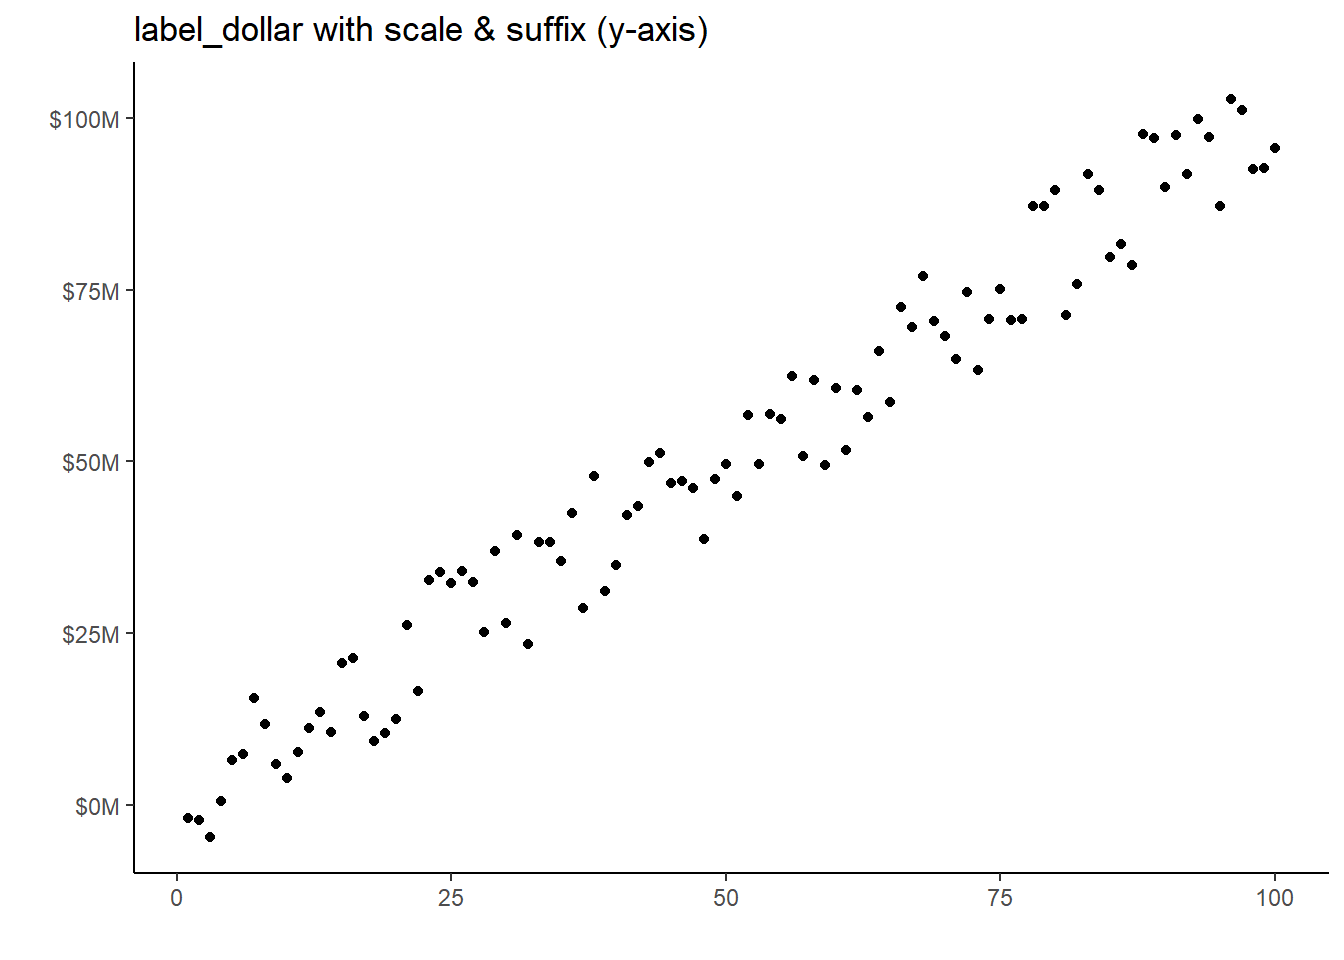 label_dollar with scale & suffix (y-axis)
$100M
$75M
$50M
$25M
$0M
0 25 50 75 100